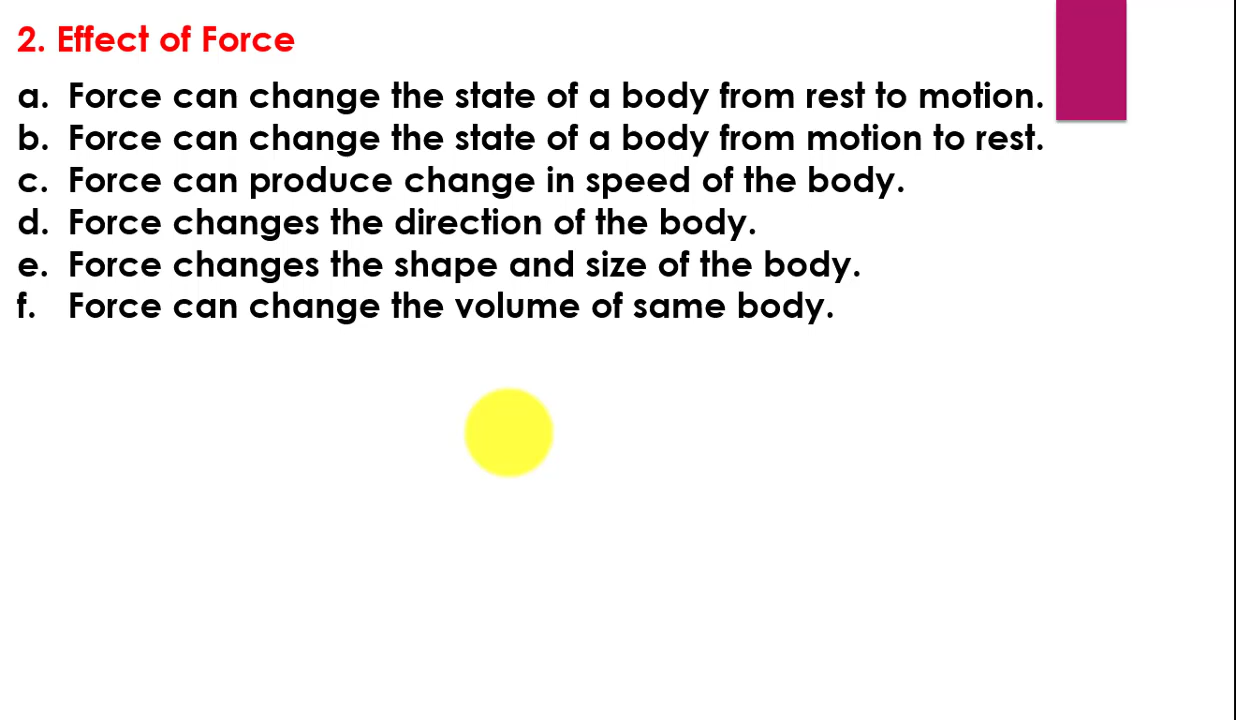 2. Effect of Force
a. Force can change the state of a body from rest to motion.
b. Force can change the state of a body from motion to rest.
c. Force can produce change in speed of the body.
d. Force changes the direction of the body.
e. Force changes the shape and size of the body.
f. Force can change the volume of same body.